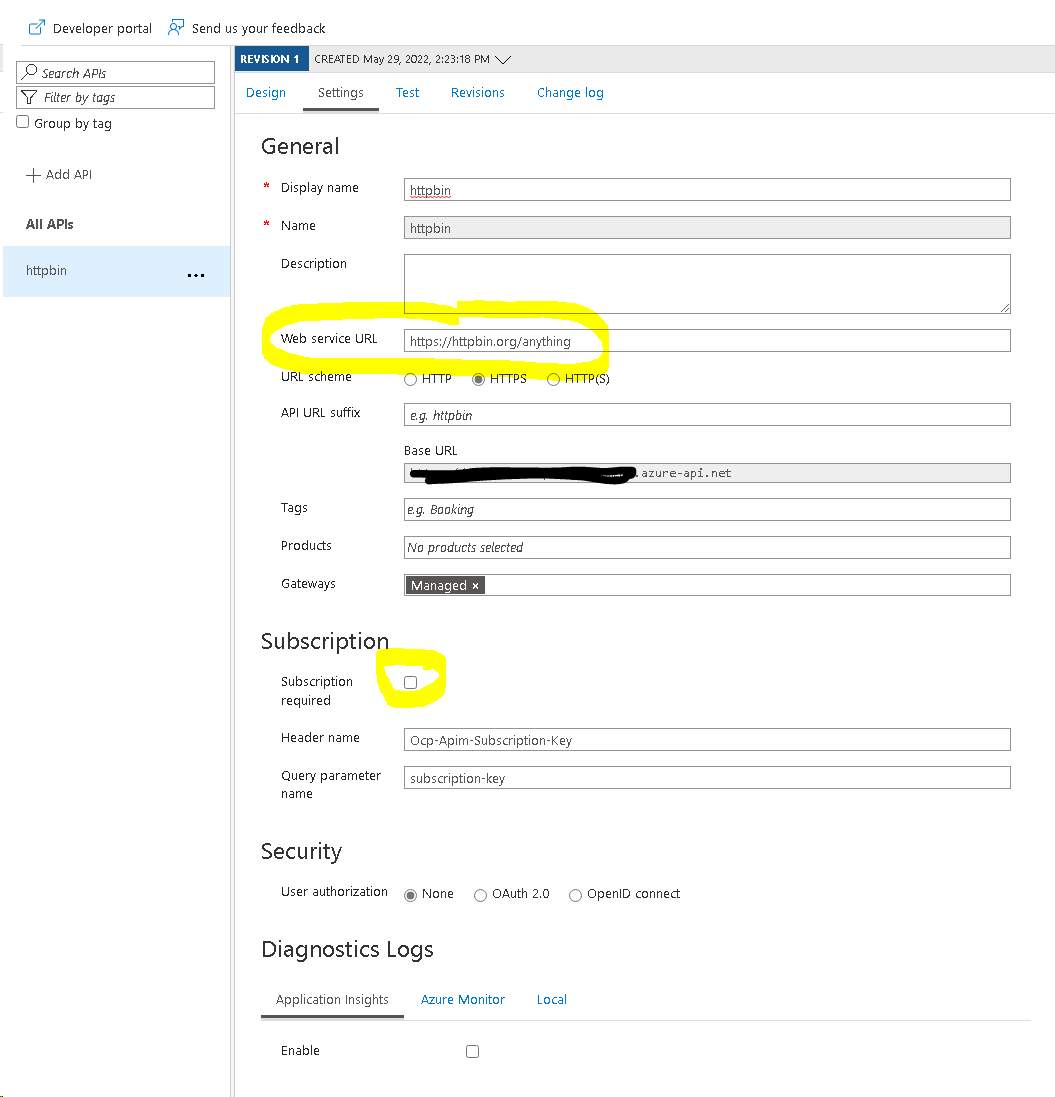 Developer portal Send us your feedback
Search APIs
Filter by tags
Group by tag
Add API
All APIs
httpbin
REVISION 1 CREATED May 29, 2022, 2:23:18 PM
Design Settings Test Revisions Change log
General
* Display name httpbin
* Name httpbin
Description
Web service URL https://httpbin.org/anything
URL scheme HTTP HTTPS HTTP(S)
API URL suffix e.g. httpbin
Base URL
.azure-api.net
Tags e.g. Booking
Products No products selected
Gateways Managed ×
Subscription
Subscription
required
Header name Ocp-Apim-Subscription-Key
Query parameter
name subscription-key
Security
User authorization None OAuth 2.0 OpenID connect
Diagnostics Logs
Application Insights Azure Monitor Local
Enable